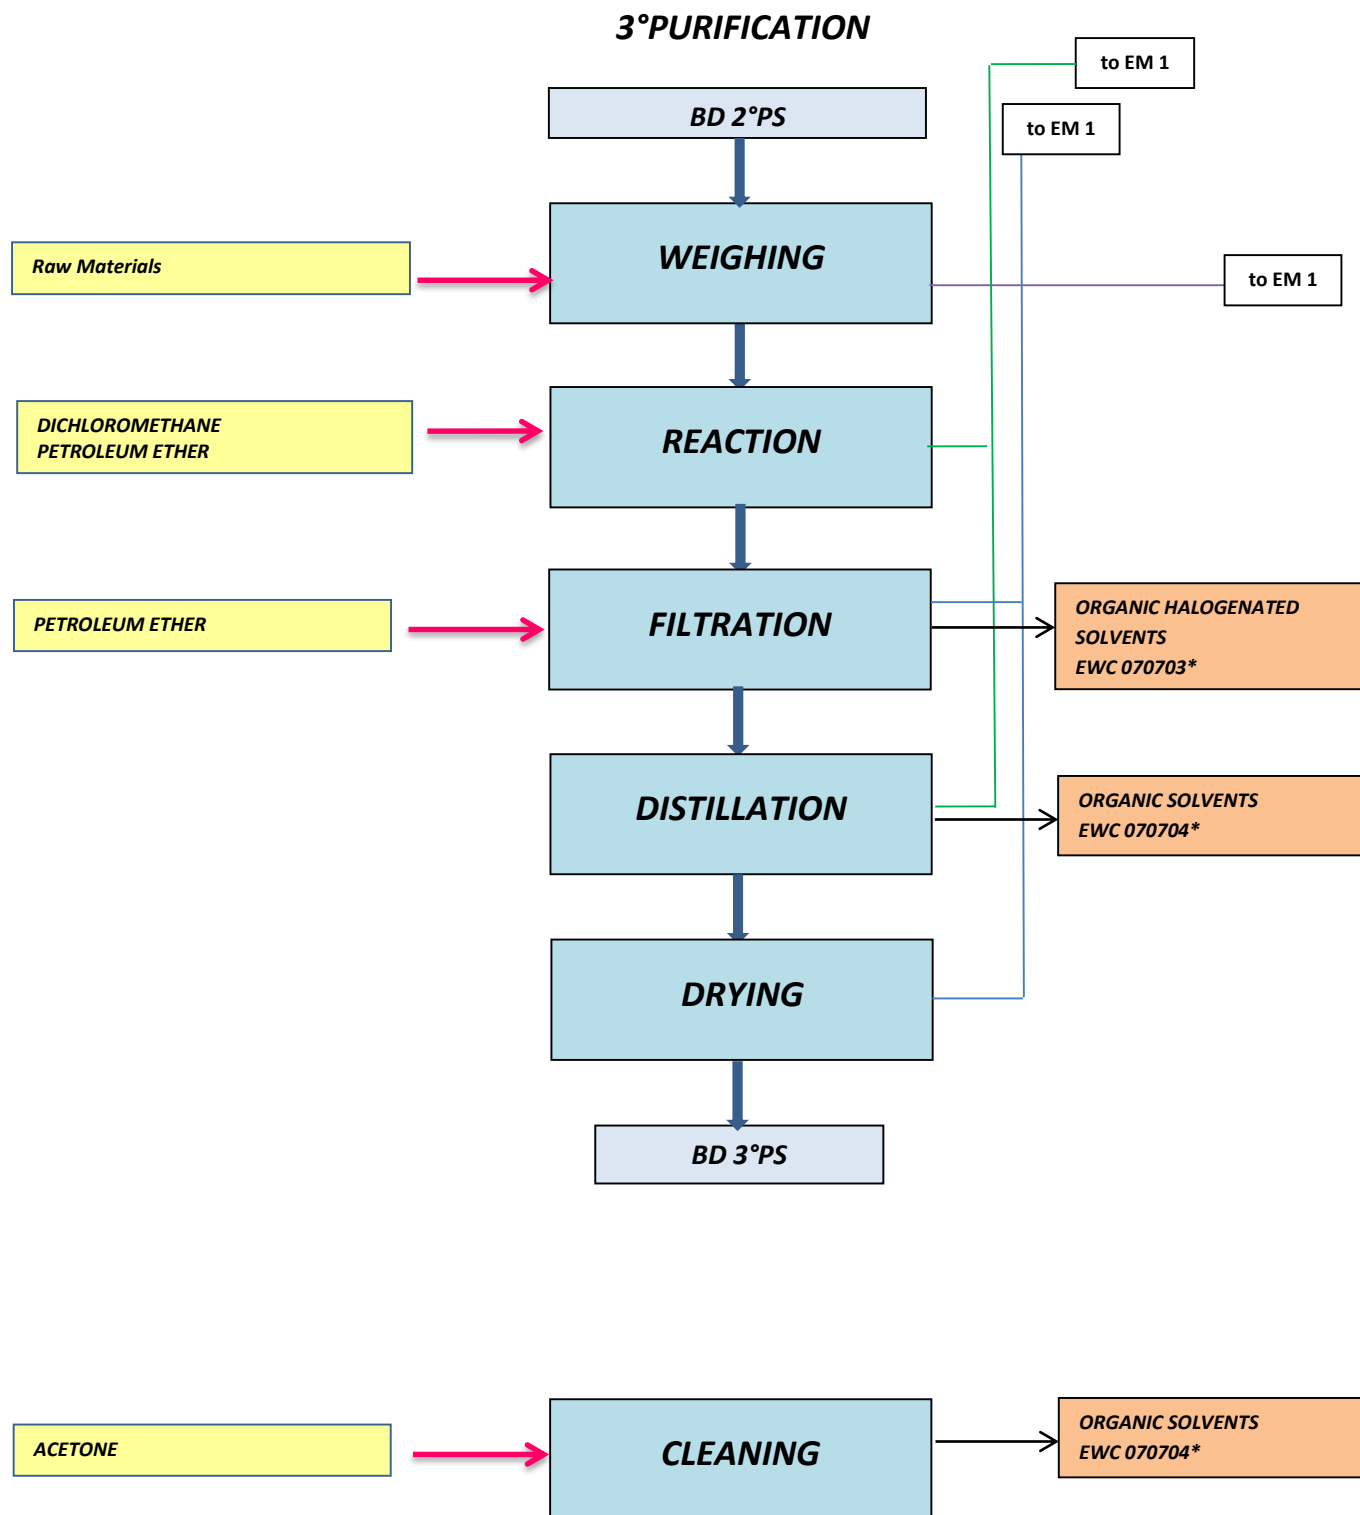 3°PURIFICATION
to EM 1
BD 2°PS
to EM 1
WEIGHING
Raw Materials
to EM 1
DICHLOROMETHANE
PETROLEUM ETHER
REACTION
PETROLEUM ETHER
FILTRATION
ORGANIC HALOGENATED
SOLVENTS
EWC 070703*
DISTILLATION
ORGANIC SOLVENTS
EWC 070704*
DRYING
BD 3°PS
ACETONE
CLEANING
ORGANIC SOLVENTS
EWC 070704*